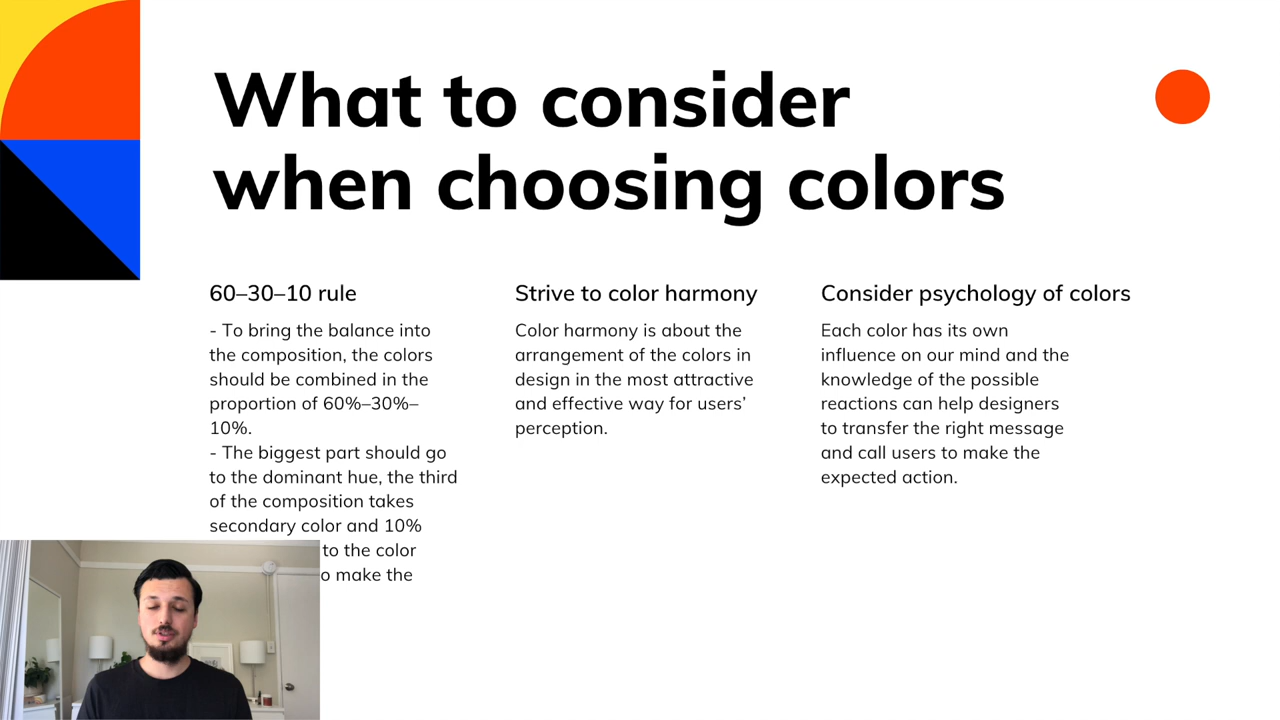 What to consider
when choosing colors
60–30–10 rule
- To bring the balance into
the composition, the colors
should be combined in the
proportion of 60%–30%–
10%.
- The biggest part should go
to the dominant hue, the third
of the composition takes
secondary color and 10%
to the color
o make the
Strive to color harmony
Color harmony is about the
arrangement of the colors in
design in the most attractive
and effective way for users’
perception.
Consider psychology of colors
Each color has its own
influence on our mind and the
knowledge of the possible
reactions can help designers
to transfer the right message
and call users to make the
expected action.